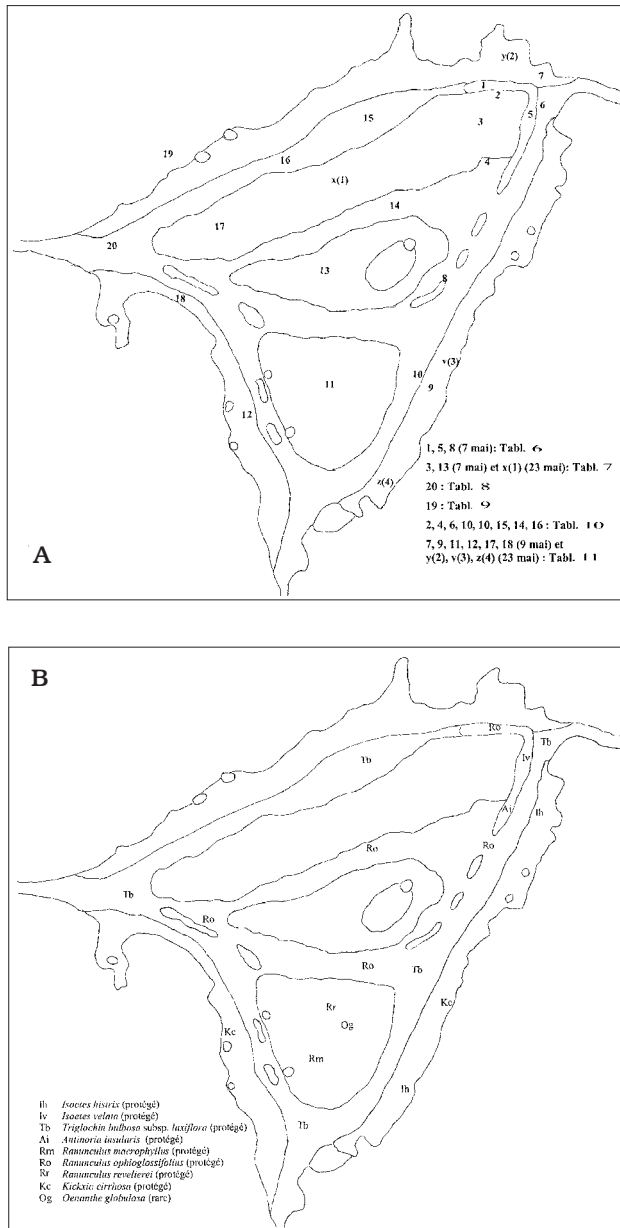 y(2)
7
1
2
6
15
3
5
19
16
4
x(1)
14
17
20
13
8
18
v(3)
10
9
11
12
z(4)
1, 5, 8 (7 mai): Tabl. 6
3, 13 (7 mai) et x(1) (23 mai): Tabl. 7
20 : Tabl. 8
19 : Tabl. 9
2, 4, 6, 10, 10, 15, 14, 16 : Tabl. 10
7, 9, 11, 12, 17, 18 (9 mai) et
y(2), v(3), z(4) (23 mai) : Tabl. 11
A
B
Ro
Tb
Tb
Iv
Ai
Ih
Ro
Ro
Tb
Ro
Ro
Tb
Rr
Kc
Og
Kc
Rm
Ih
Tb
Ih Isoetes histrix (protégé)
Iv Isoetes velata (protégé)
Tb Triglochin bulbosa subsp. laxiflora (protégé)
Ai Antinoria insularis (protégé)
Rm Ranunculus macrophyllus (protégé)
Ro Ranunculus ophioglossifolius (protégé)
Rr Ranunculus revelierei (protégé)
Kc Kickxia cirrhosa (protégé)
Og Oenanthe globulosa (rare)